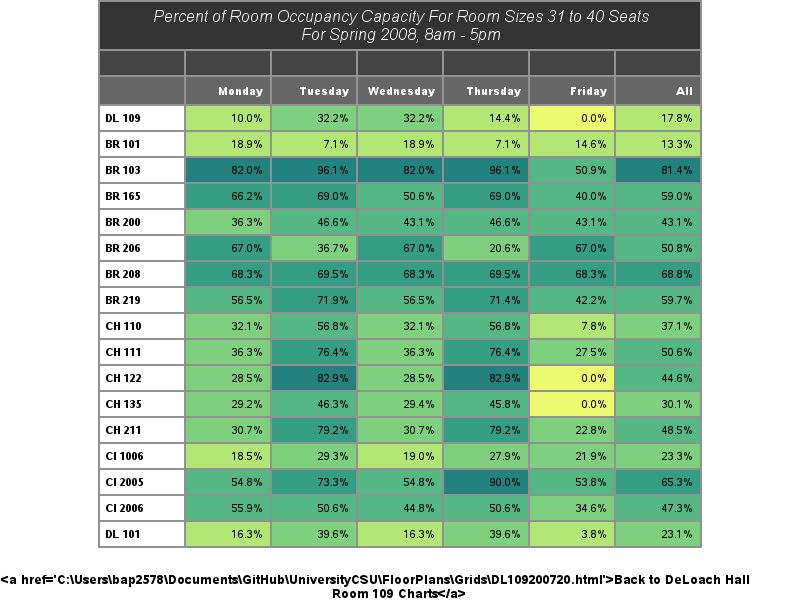 Percent of Room Occupancy Capacity For Room Sizes 31 to 40 Seats
For Spring 2008, 8am - 5pm
Monday Tuesday Wednesday Thursday Friday All
DL 109 10.0% 32.2% 32.2% 14.4% 0.0% 17.8%
BR 101 18.9% 7.1% 18.9% 7.1% 14.6% 13.3%
BR 103 82.0% 96.1% 82.0% 96.1% 50.9% 81.4%
BR 165 66.2% 69.0% 50.6% 69.0% 40.0% 59.0%
BR 200 36.3% 46.6% 43.1% 46.6% 43.1% 43.1%
BR 206 67.0% 36.7% 67.0% 20.6% 67.0% 50.8%
BR 208 68.3% 69.5% 68.3% 69.5% 68.3% 68.8%
BR 219 56.5% 71.9% 56.5% 71.4% 42.2% 59.7%
CH 110 32.1% 56.8% 32.1% 56.8% 7.8% 37.1%
CH 111 36.3% 76.4% 36.3% 76.4% 27.5% 50.6%
CH 122 28.5% 82.9% 28.5% 82.9% 0.0% 44.6%
CH 135 29.2% 46.3% 29.4% 45.8% 0.0% 30.1%
CH 211 30.7% 79.2% 30.7% 79.2% 22.8% 48.5%
CI 1006 18.5% 29.3% 19.0% 27.9% 21.9% 23.3%
CI 2005 54.8% 73.3% 54.8% 90.0% 53.8% 65.3%
CI 2006 55.9% 50.6% 44.8% 50.6% 34.6% 47.3%
DL 101 16.3% 39.6% 16.3% 39.6% 3.8% 23.1%
<a href='C:\Users\bap2578\Documents\GitHub\UniversityCSU\FloorPlans\Grids\DL109200720.html'>Back to DeLoach Hall
Room 109 Charts</a>